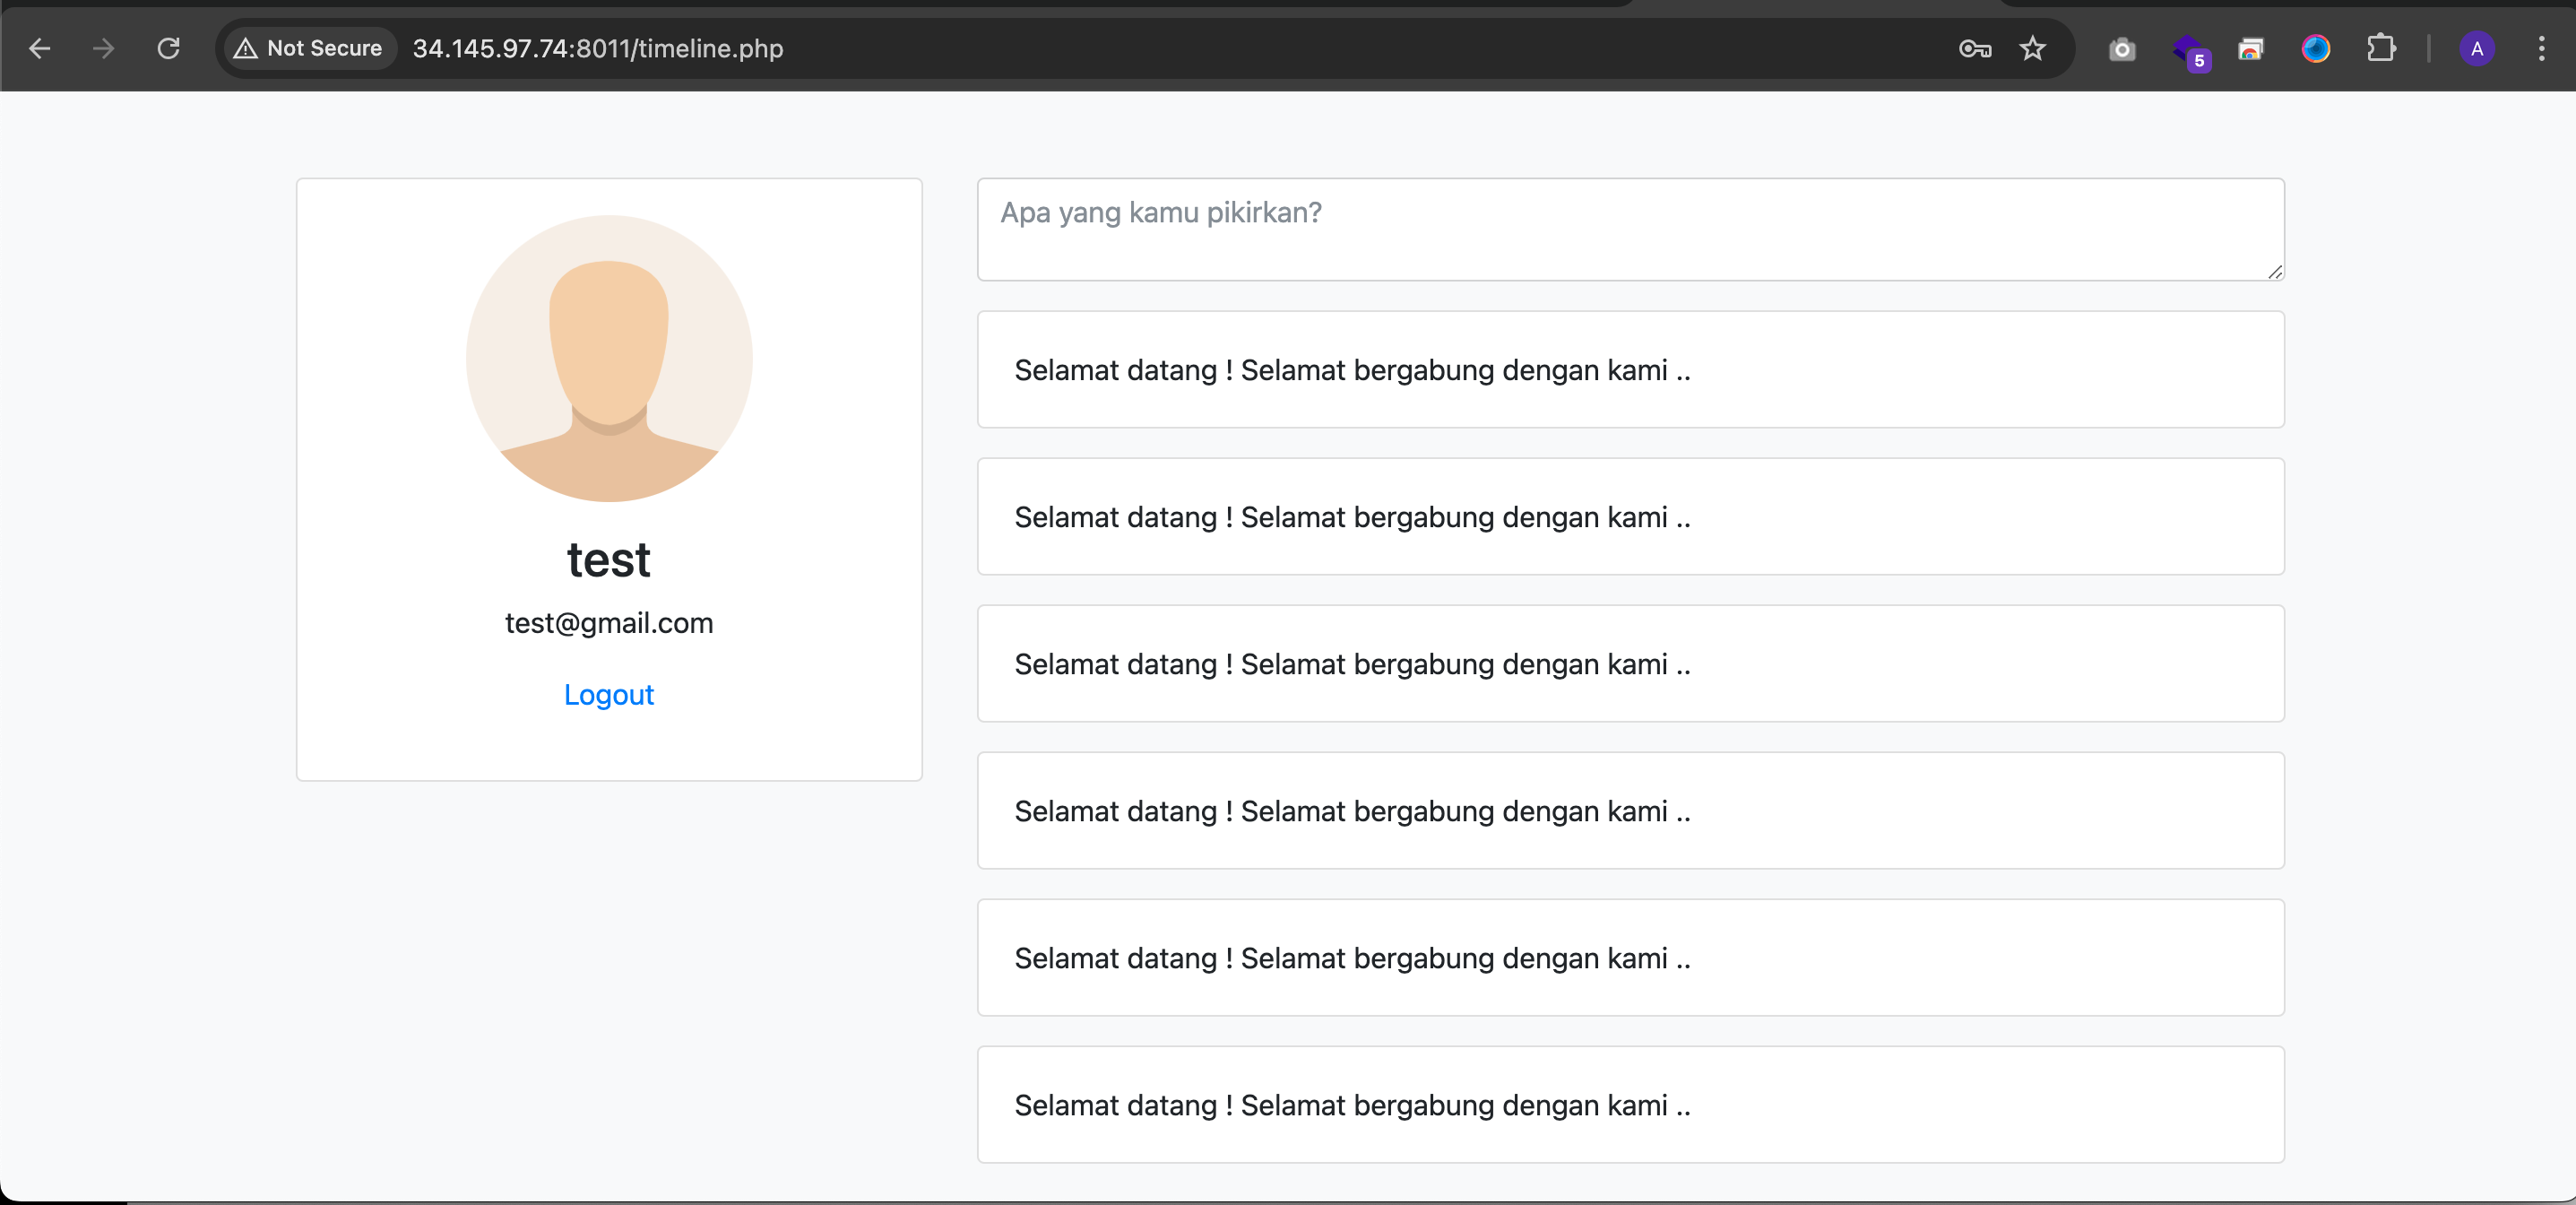 Not Secure
34.145.97.74:8011/timeline.php
5
A
test
test@gmail.com
Logout
Apa yang kamu pikirkan?
Selamat datang ! Selamat bergabung dengan kami ..
Selamat datang ! Selamat bergabung dengan kami ..
Selamat datang ! Selamat bergabung dengan kami ..
Selamat datang ! Selamat bergabung dengan kami ..
Selamat datang ! Selamat bergabung dengan kami ..
Selamat datang ! Selamat bergabung dengan kami ..